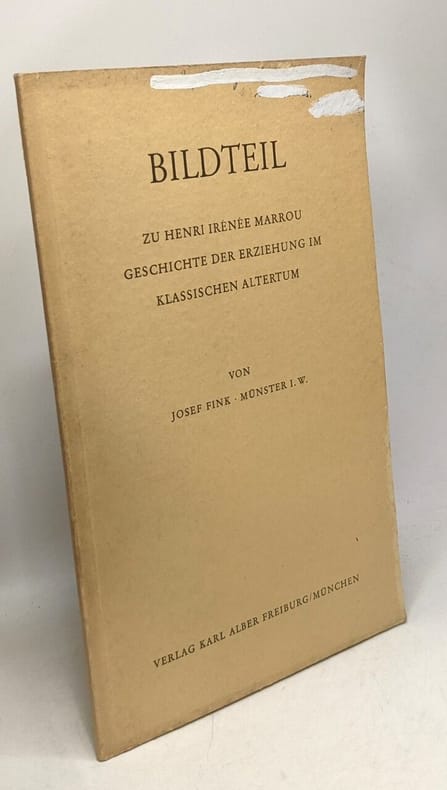 BILDTEIL
ZU HENRI IRÉNÉE MARROU
GESCHICHTE DER ERZIEHUNG IM
KLASSISCHEN ALTERTUM
VON
JOSEF FINK · MÜNSTER I. W.
VERLAG KARL ALBER FREIBURG/MÜNCHEN